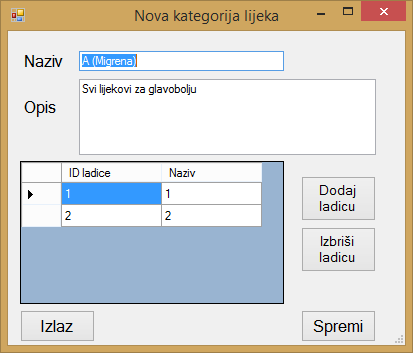 Nova kategorija lijeka
Naziv
A (Migrena)
Opis
Svi lijekovi za glavobolju
ID ladice Naziv
1 1
2 2
Dodaj
ladicu
Izbriši
ladicu
Izlaz
Spremi